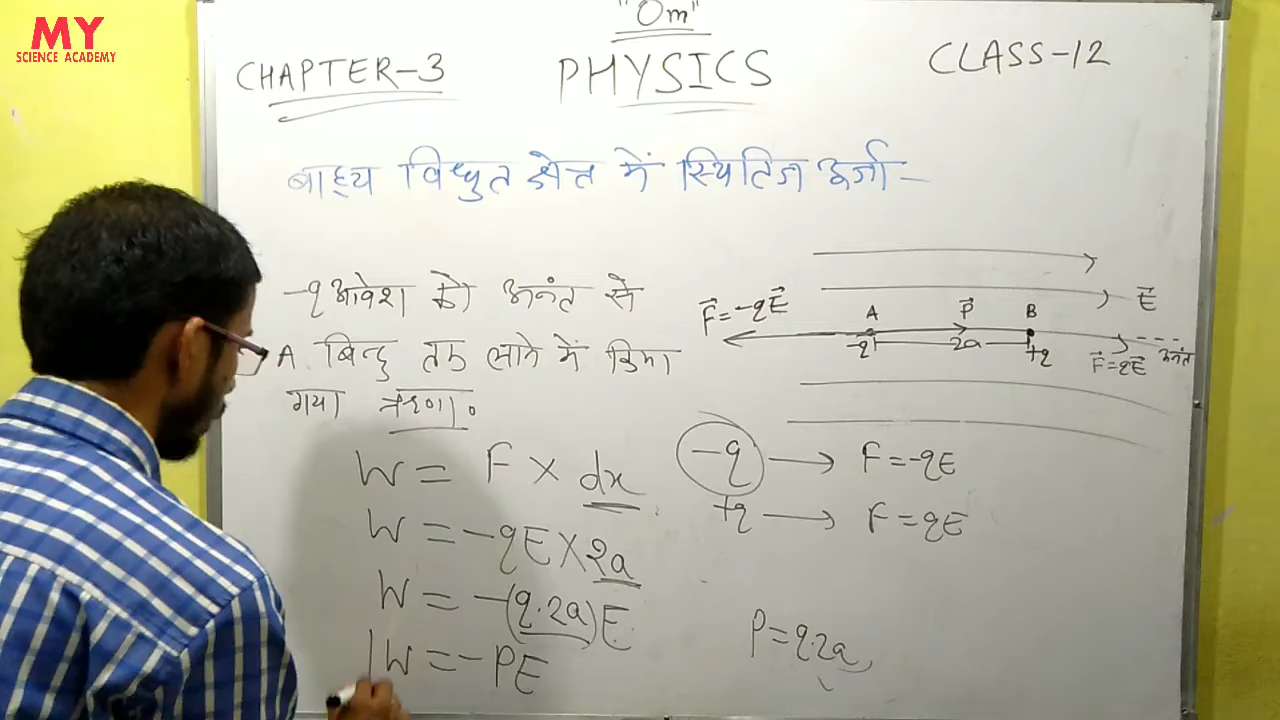 MY
SCIENCE ACADEMY
"Om"
CHAPTER-3 PHYSICS CLASS-12
बाह्य विधुत क्षेत्र में स्थितिज ऊर्जा-
-q आवेश को अनंत से
A बिन्दु तक लाने में किया
गया
W = F × dx
W = -qE × 2a
W = -(q.2a)E
W = -PE
E⃗
F⃗=-qE⃗ A P⃗ B
-q 2a +q F⃗=qE⃗ अनंत
-q → F=-qE
+q → F=qE
P=q.2a